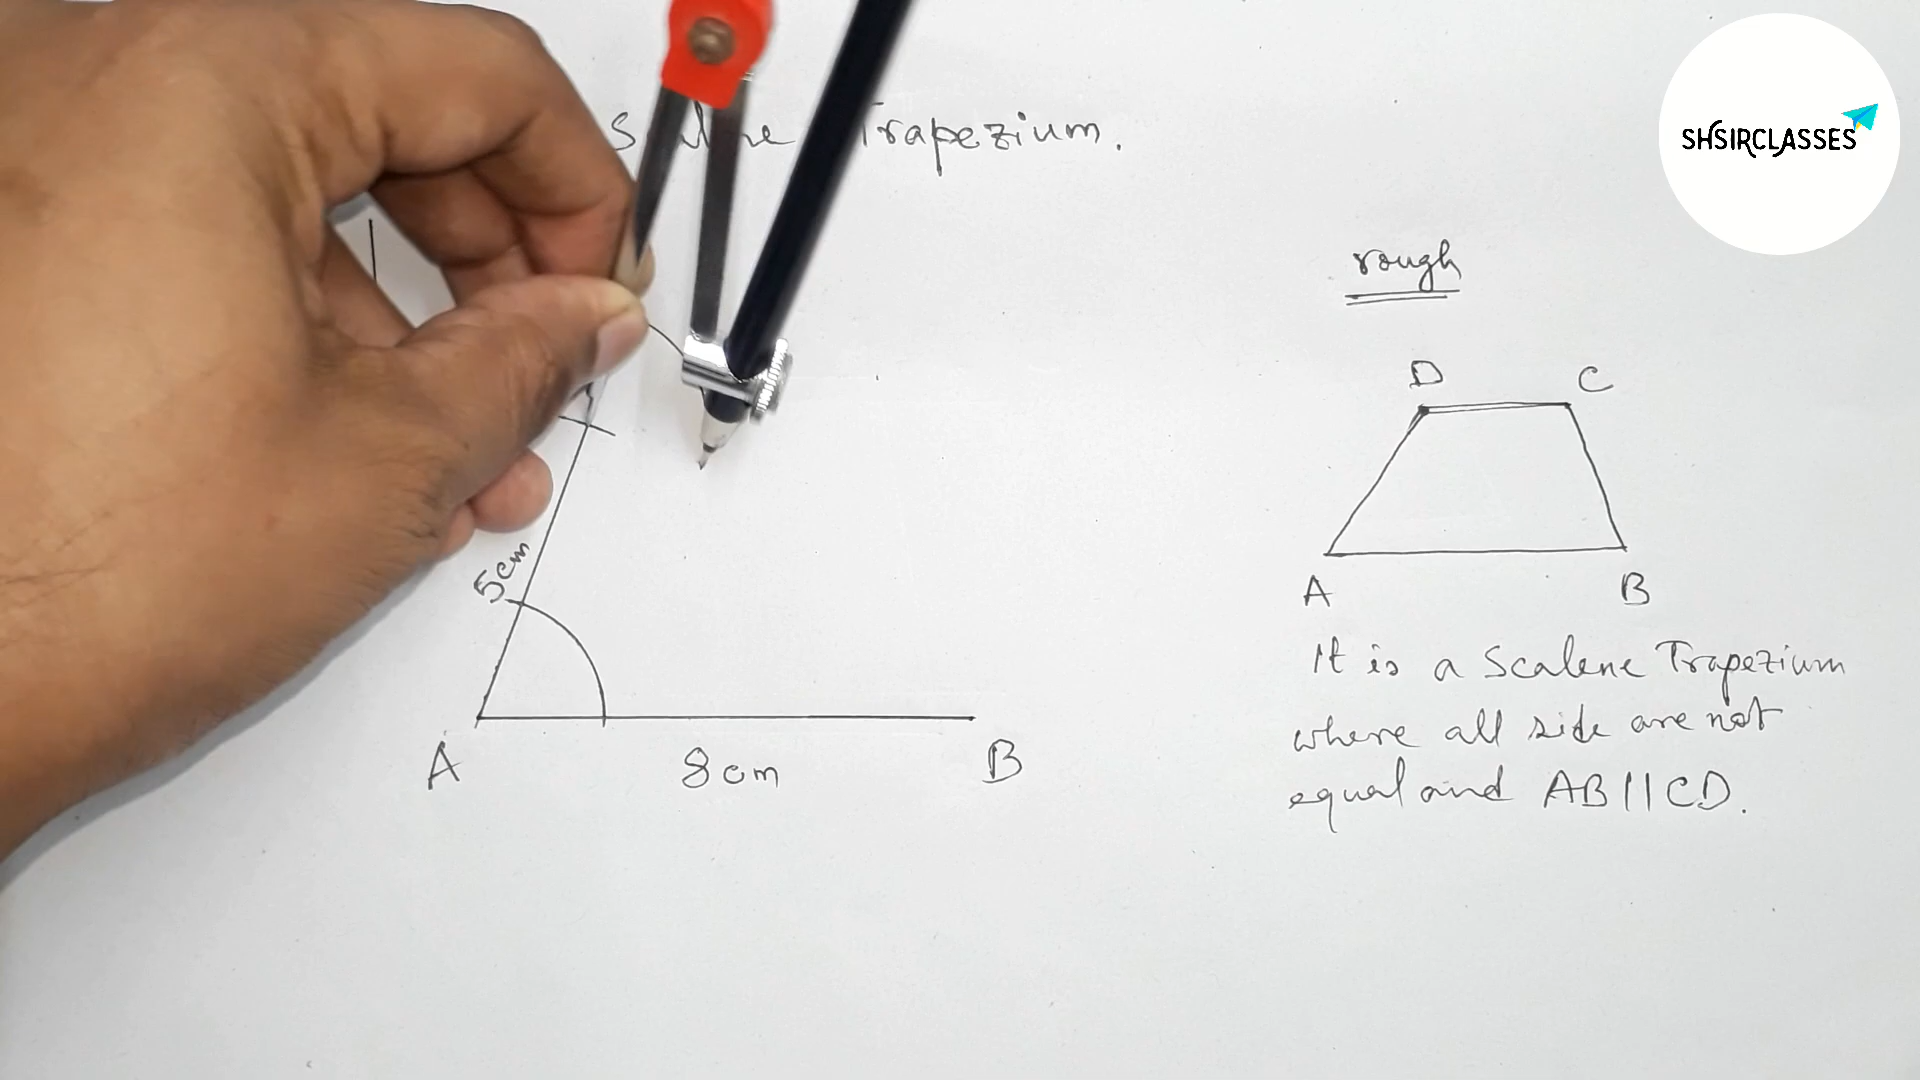 Trapezium.
SHSIRCLASSES
rough
D C
5cm
A B
A 8cm B
It is a Scalene Trapezium
where all side are not
equal and AB || CD.